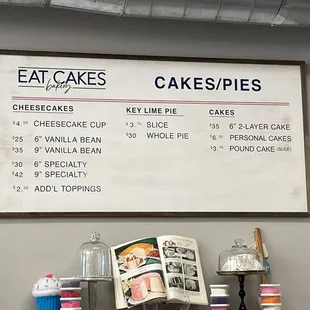 EAT CAKES
bakery
CAKES/PIES
CHEESECAKES
$4.50 CHEESECAKE CUP
$25 6" VANILLA BEAN
$35 9" VANILLA BEAN
$30 6" SPECIALTY
$42 9" SPECIALTY
$2.00 ADD'L TOPPINGS
KEY LIME PIE
$3.75 SLICE
$30 WHOLE PIE
CAKES
$35 6" 2-LAYER CAKE
PERSONAL CAKES
$3.75 POUND CAKE (SLICE)